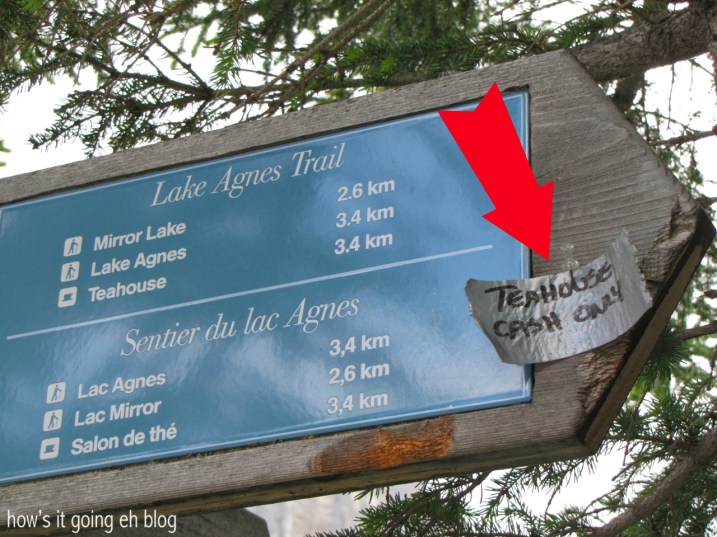 Lake Agnes Trail
Mirror Lake 2.6 km
Lake Agnes 3.4 km
Teahouse 3.4 km
Sentier du lac Agnes
Lac Agnes 3,4 km
Lac Mirror 2,6 km
Salon de thé 3,4 km
TEAHOUSE
CASH ONLY
how's it going eh blog